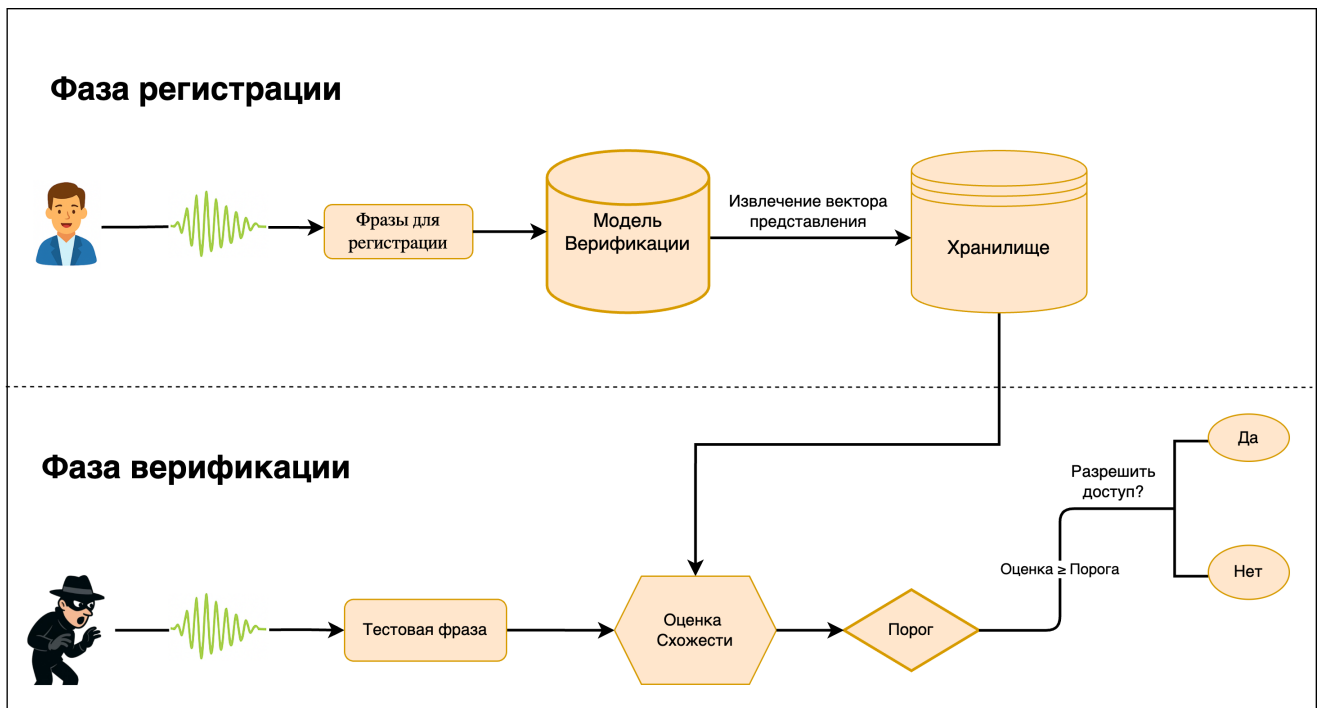 Фаза регистрации
Фразы для
регистрации
Модель
Верификации
Извлечение вектора
представления
Хранилище
Фаза верификации
Тестовая фраза
Оценка
Схожести
Порог
Оценка ≥ Порога
Разрешить
доступ?
Да
Нет